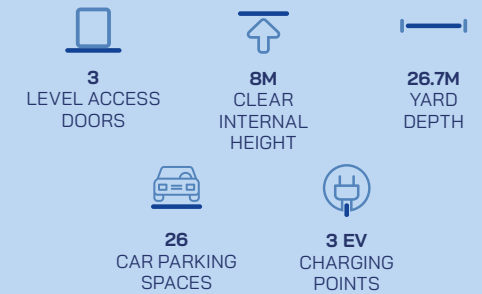 3
LEVEL ACCESS
DOORS
8M
CLEAR
INTERNAL
HEIGHT
26.7M
YARD
DEPTH
26
CAR PARKING
SPACES
3 EV
CHARGING
POINTS